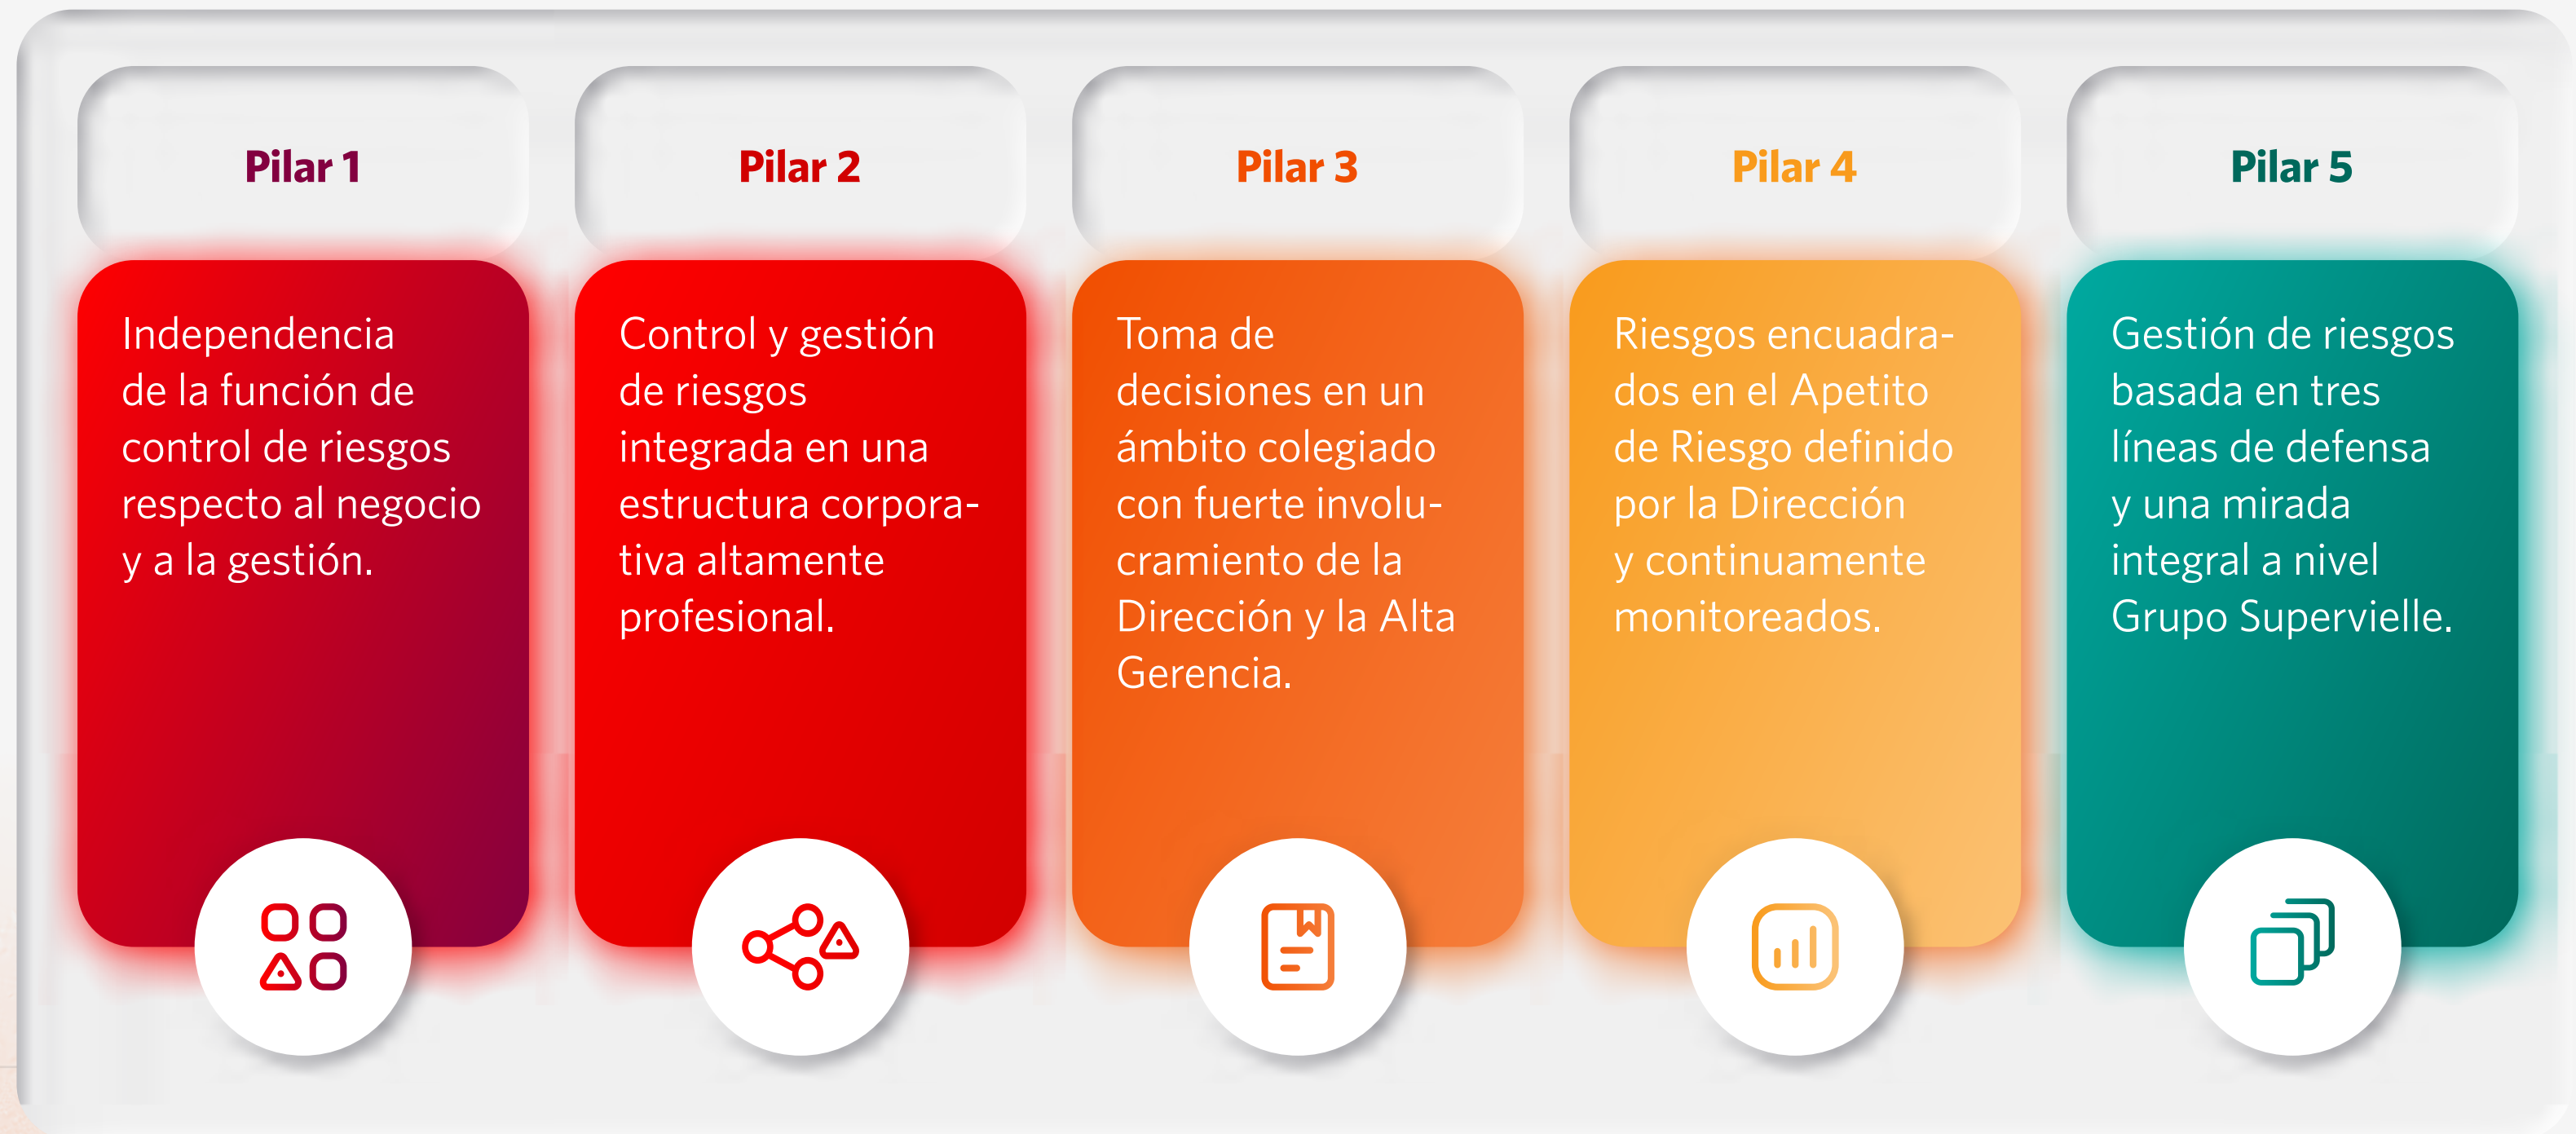 Pilar 1
Independencia
de la función de
control de riesgos
respecto al negocio
y a la gestión.
Pilar 2
Control y gestión
de riesgos
integrada en una
estructura corpora-
tiva altamente
profesional.
Pilar 3
Toma de
decisiones en un
ámbito colegiado
con fuerte involu-
cramiento de la
Dirección y la Alta
Gerencia.
Pilar 4
Riesgos encuadra-
dos en el Apetito
de Riesgo definido
por la Dirección
y continuamente
monitoreados.
Pilar 5
Gestión de riesgos
basada en tres
líneas de defensa
y una mirada
integral a nivel
Grupo Supervielle.